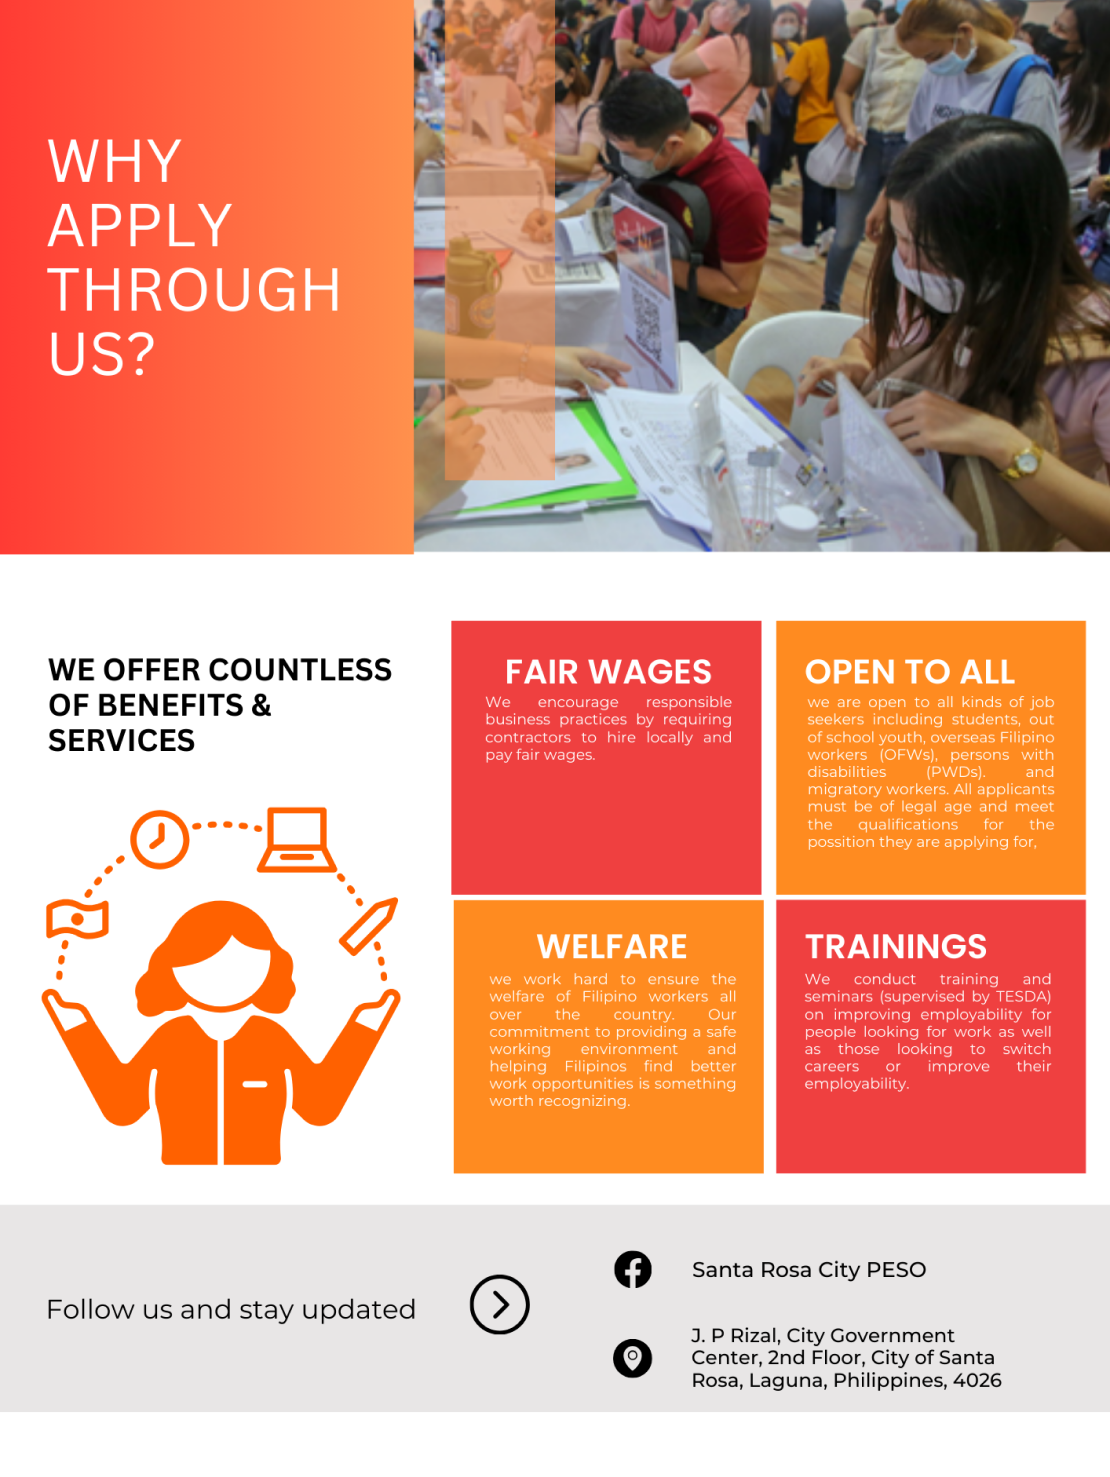 WHY
APPLY
THROUGH
US?
WE OFFER COUNTLESS
OF BENEFITS &
SERVICES
FAIR WAGES
We encourage responsible
business practices by requiring
contractors to hire locally and
pay fair wages.
OPEN TO ALL
we are open to all kinds of job
seekers including students, out
of school youth, overseas Filipino
workers (OFWs), persons with
disabilities (PWDs). and
migratory workers. All applicants
must be of legal age and meet
the qualifications for the
possition they are applying for,
WELFARE
we work hard to ensure the
welfare of Filipino workers all
over the country. Our
commitment to providing a safe
working environment and
helping Filipinos find better
work opportunities is something
worth recognizing.
TRAININGS
We conduct training and
seminars (supervised by TESDA)
on improving employability for
people looking for work as well
as those looking to switch
careers or improve their
employability.
Follow us and stay updated
Santa Rosa City PESO
J. P Rizal, City Government
Center, 2nd Floor, City of Santa
Rosa, Laguna, Philippines, 4026